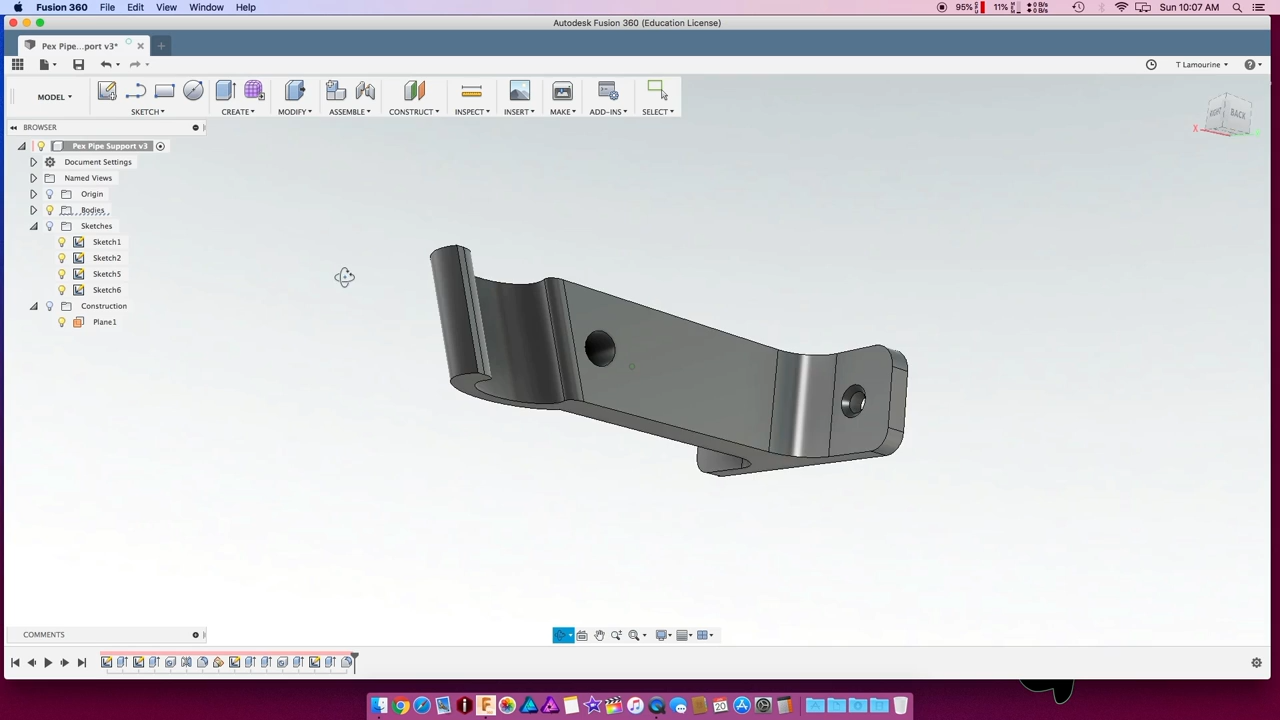 Fusion 360 File Edit View Window Help 95% 11% Sun 10:07 AM
Autodesk Fusion 360 (Education License)
Pex Pipe...port v3*
T Lamourine
MODEL SKETCH CREATE MODIFY ASSEMBLE CONSTRUCT INSPECT INSERT MAKE ADD-INS SELECT
BROWSER
Pex Pipe Support v3
Document Settings
Named Views
Origin
Bodies
Sketches
Sketch1
Sketch2
Sketch5
Sketch6
Construction
Plane1
X RIGHT BACK
COMMENTS